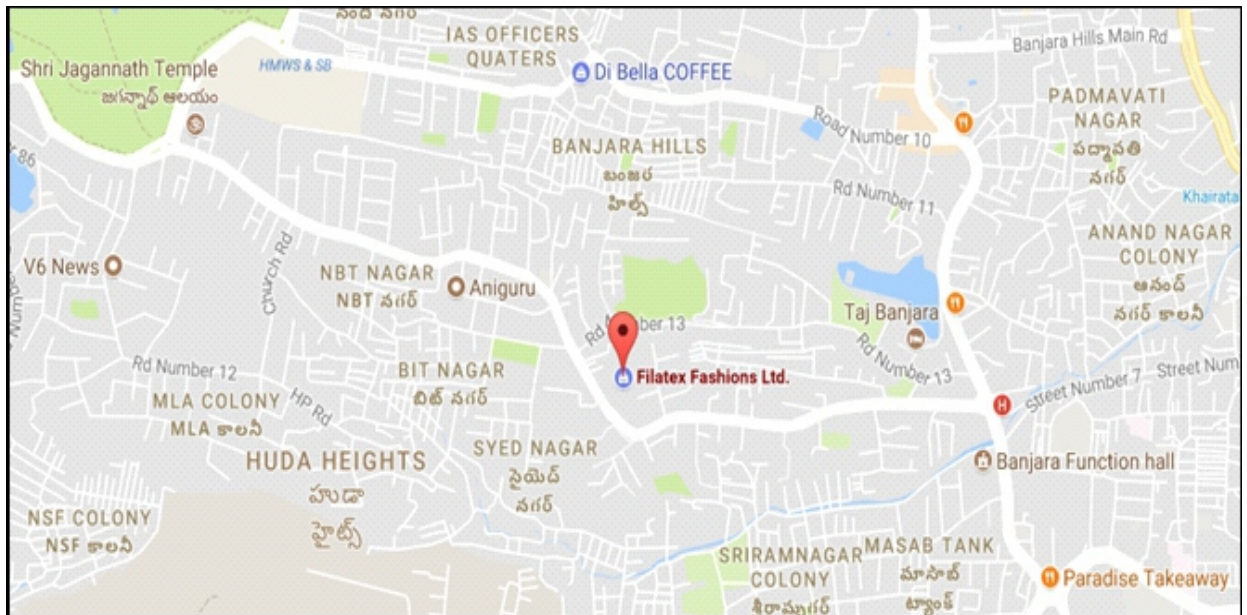 నంది నగర్
IAS OFFICERS
QUATERS
Banjara Hills Main Rd
Shri Jagannath Temple
జగన్నాథ్ ఆలయం
HMWS & SB
Di Bella COFFEE
PADMAVATI
NAGAR
పద్మావతి
నగర్
Road Number 10
BANJARA HILLS
బంజర
హిల్స్
86
Rd Number 11
Khairata
ANAND NAGAR
COLONY
ఆనంద్
నగర్ కాలనీ
V6 News
Church Rd
NBT NAGAR
NBT నగర్
Aniguru
Taj Banjara
Rd Number 13
Rd Number 13
Filatex Fashions Ltd.
Rd Number 12
BIT NAGAR
బిట్ నగర్
Street Number 7
Street Num
MLA COLONY
MLA కాలనీ
HP Rd
HUDA HEIGHTS
హుడా
హైట్స్
SYED NAGAR
సైయెద్
నగర్
Banjara Function hall
NSF COLONY
NSF కాలనీ
SRIRAMNAGAR
COLONY
శ్రీరామ్నగర్
MASAB TANK
మాసాబ్
ట్యాంక్
Paradise Takeaway